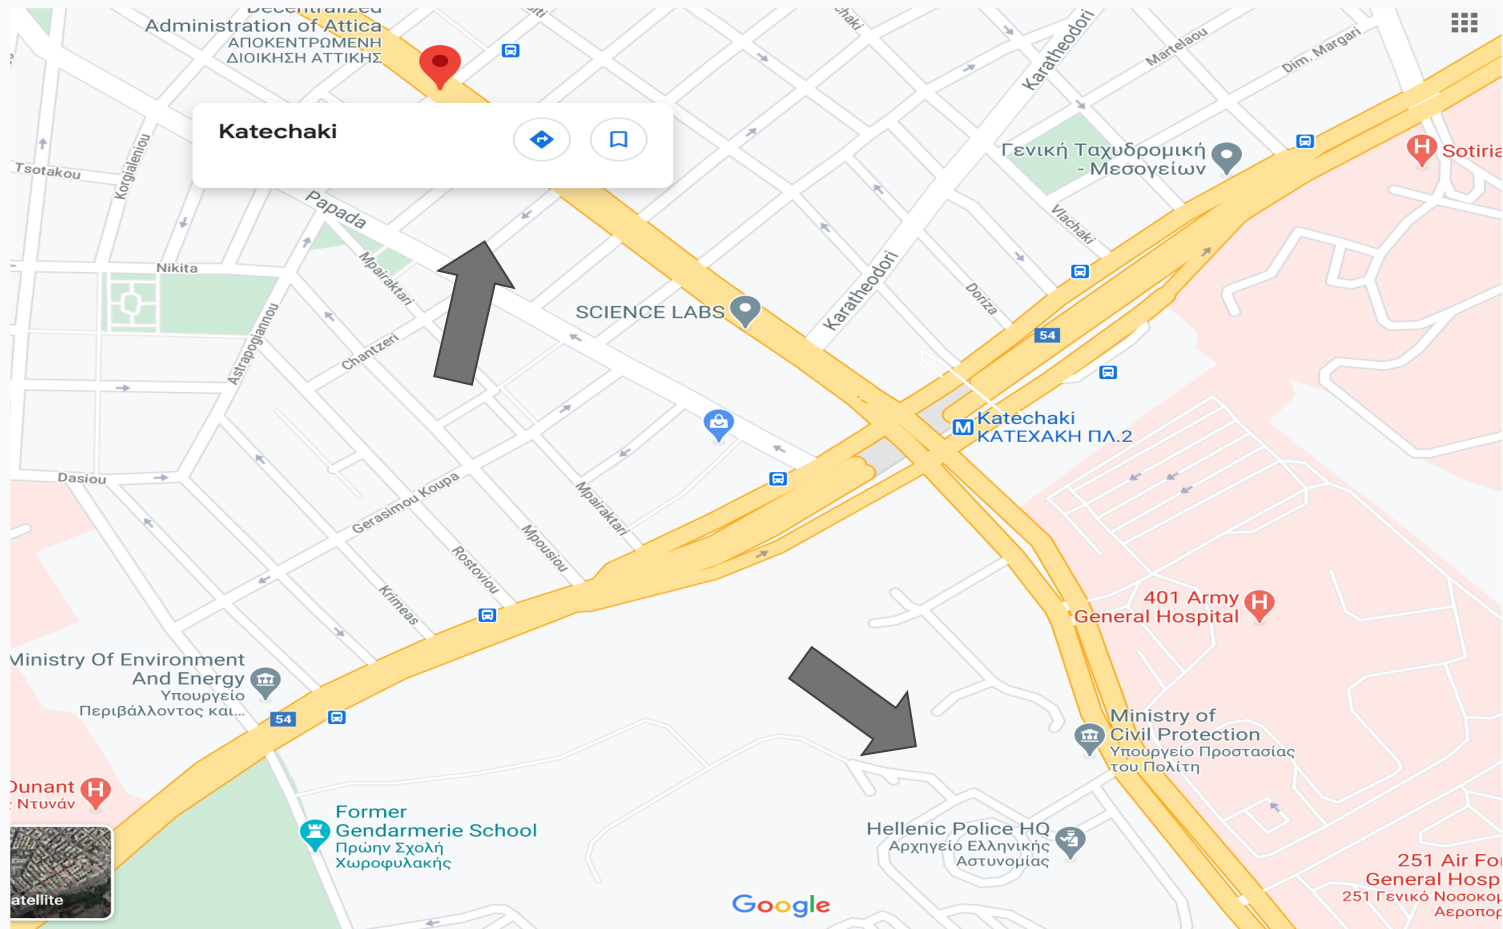 Decentralized
Administration of Attica
ΑΠΟΚΕΝΤΡΩΜΕΝΗ
ΔΙΟΙΚΗΣΗ ΑΤΤΙΚΗΣ
Karatheodori
Martelaou
Dim. Margari
Katechaki
Korgialeniou
Tsotakou
Γενική Ταχυδρομική
- Μεσογείων
Sotiria
Papada
Vlachaki
Nikita
Mpairaktari
Karatheodori
Doriza
SCIENCE LABS
54
Astrapogiannou
Chantzeri
Katechaki
ΚΑΤΕΧΑΚΗ ΠΛ.2
Dasiou
Gerasimou Koupa
Mpairaktari
Mpousiou
Rostoviou
Krimeas
401 Army
General Hospital
Ministry Of Environment
And Energy
Υπουργείο
Περιβάλλοντος και...
54
Ministry of
Civil Protection
Υπουργείο Προστασίας
του Πολίτη
Dunant
ς Ντυνάν
Former
Gendarmerie School
Πρώην Σχολή
Χωροφυλακής
Hellenic Police HQ
Αρχηγείο Ελληνικής
Αστυνομίας
251 Air Fo
General Hosp
251 Γενικό Νοσοκομ
Αεροπορ
atellite
Google